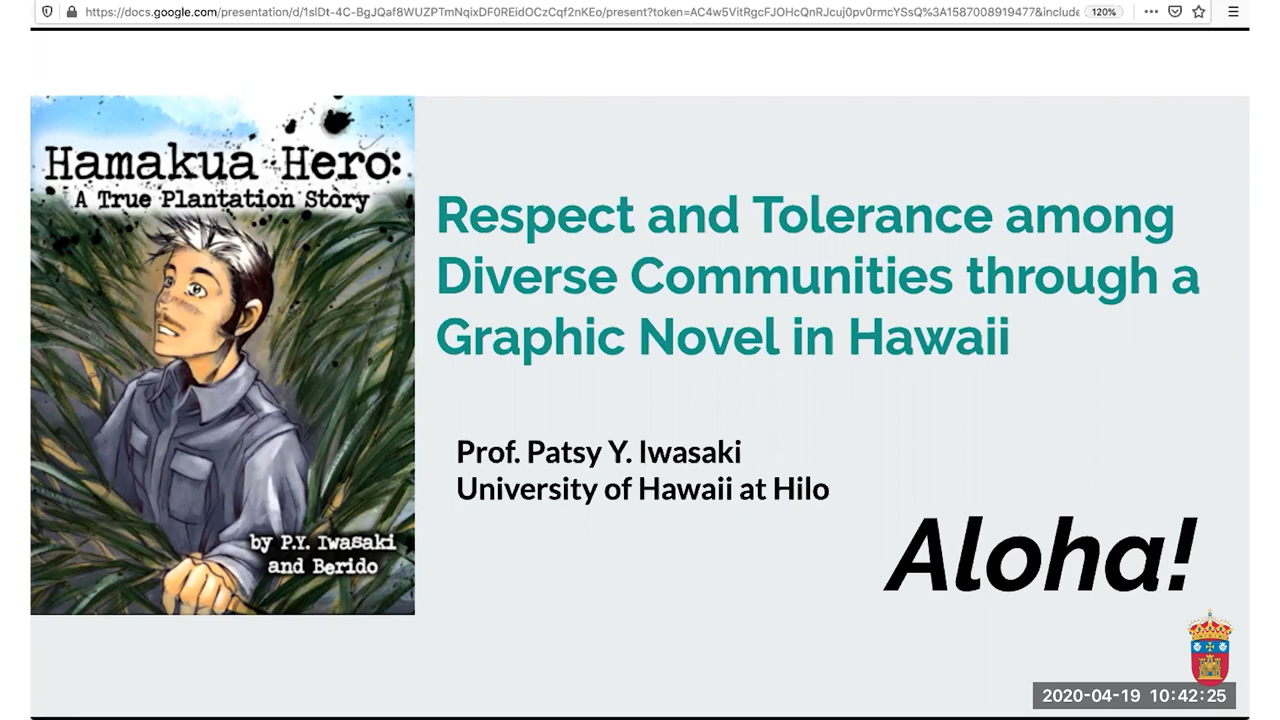 https://docs.google.com/presentation/d/1slDt-4C-BgJQaf8WUZPTmNqixDF0REidOCzCqf2nKEo/present?token=AC4w5VitRgcFJOHcQnRJcuj0pv0rmcYSsQ%3A1587008919477&include
120%
Hamakua Hero:
A True Plantation Story
Respect and Tolerance among
Diverse Communities through a
Graphic Novel in Hawaii
Prof. Patsy Y. Iwasaki
University of Hawaii at Hilo
by P.Y. Iwasaki
and Berido
Aloha!
2020-04-19 10:42:25